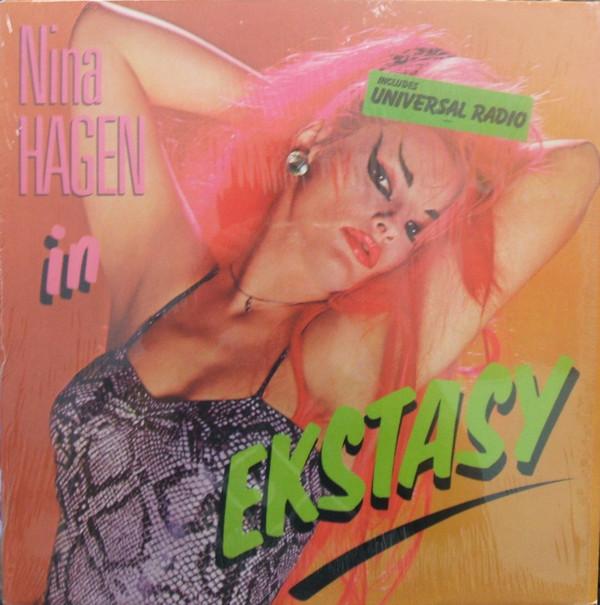 Nina
HAGEN
in
EKSTASY
INCLUDES
UNIVERSAL RADIO